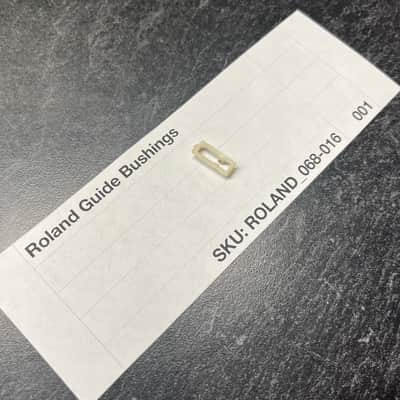 Roland Guide Bushings
SKU: ROLAND_068-016 001